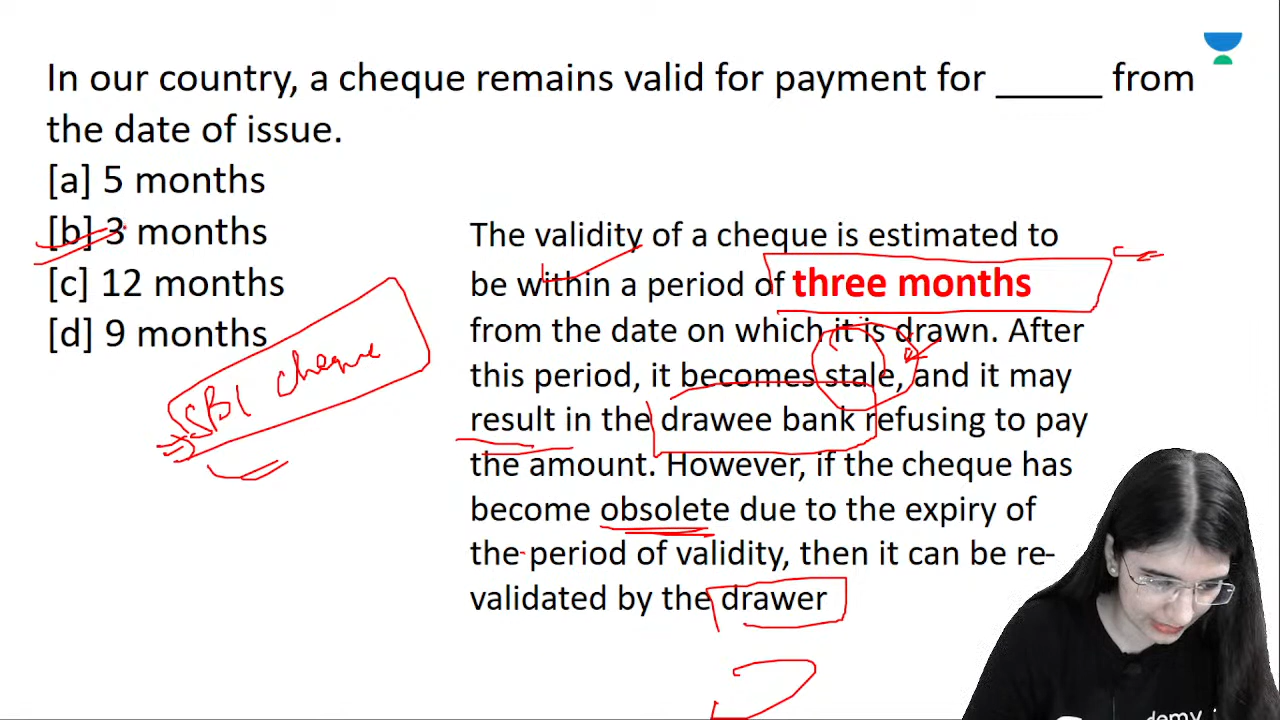 In our country, a cheque remains valid for payment for _____ from
the date of issue.
[a] 5 months
[b] 3 months
[c] 12 months
[d] 9 months
SBI cheque
The validity of a cheque is estimated to
be within a period of three months
from the date on which it is drawn. After
this period, it becomes stale, and it may
result in the drawee bank refusing to pay
the amount. However, if the cheque has
become obsolete due to the expiry of
the period of validity, then it can be re-
validated by the drawer